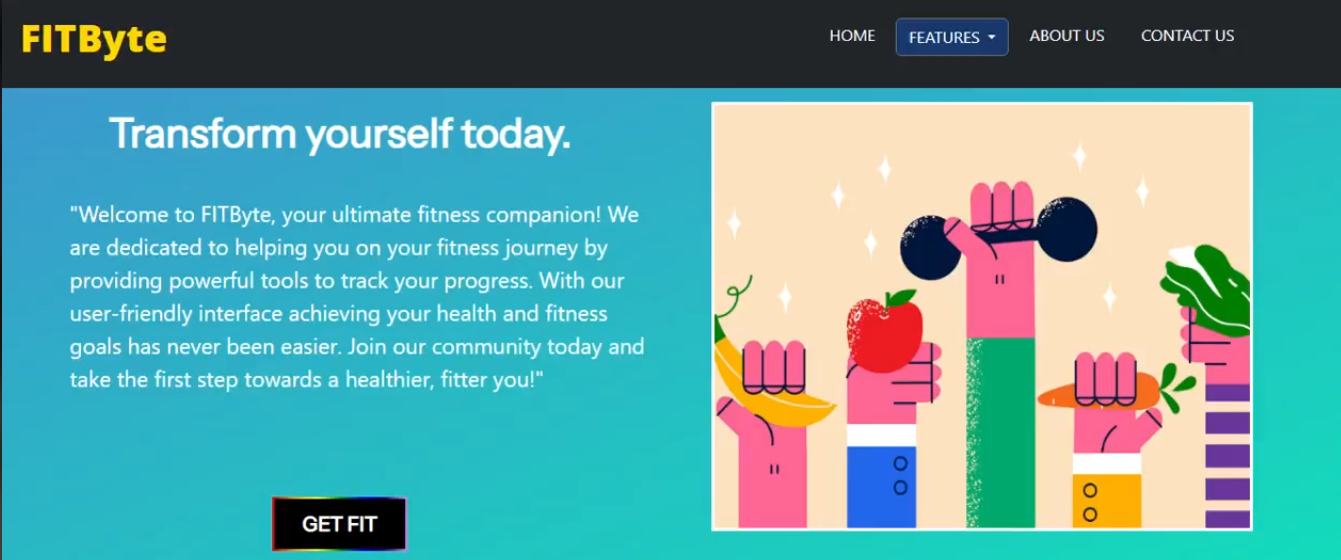 FITByte
HOME
FEATURES
ABOUT US
CONTACT US
Transform yourself today.
"Welcome to FITByte, your ultimate fitness companion! We
are dedicated to helping you on your fitness journey by
providing powerful tools to track your progress. With our
user-friendly interface achieving your health and fitness
goals has never been easier. Join our community today and
take the first step towards a healthier, fitter you!"
GET FIT